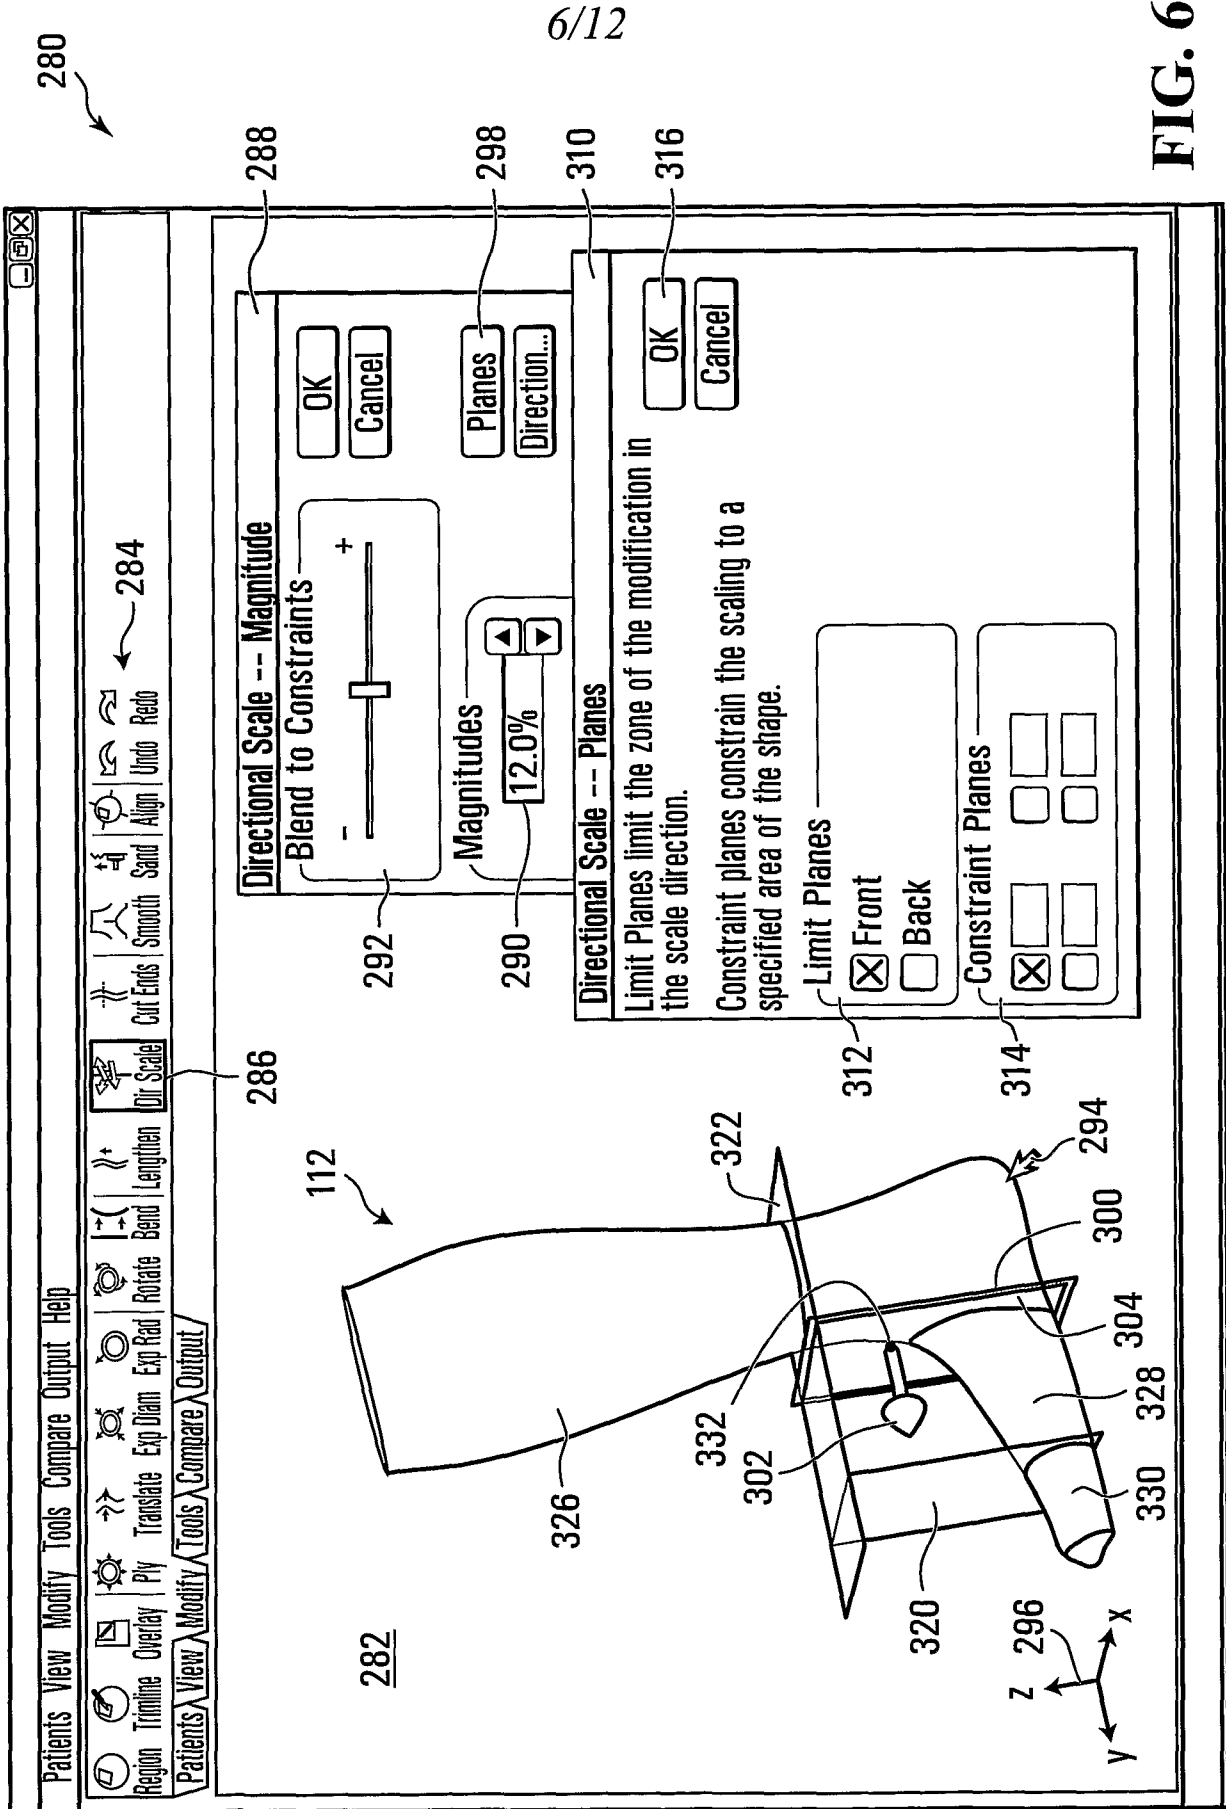 6/12
280
Patients View Modify Tools Compare Output Help
Region Trimline Overlay Ply Translate Exp Diam Exp Rad Rotate Bend Lengthen Dir Scale Cut Ends Smooth Sand Align Undo Redo
284
Patients View Modify Tools Compare Output
286
288
282
112
Directional Scale -- Magnitude
Blend to Constraints
- +
OK
Cancel
292
Magnitudes
12.0%
290
Planes
298
Direction...
310
Directional Scale -- Planes
Limit Planes limit the zone of the modification in
the scale direction.
Constraint planes constrain the scaling to a
specified area of the shape.
OK
316
Cancel
Limit Planes
Front
Back
312
Constraint Planes
314
326
322
332
302
320
294
300
304
328
330
296
z
x
y
FIG. 6